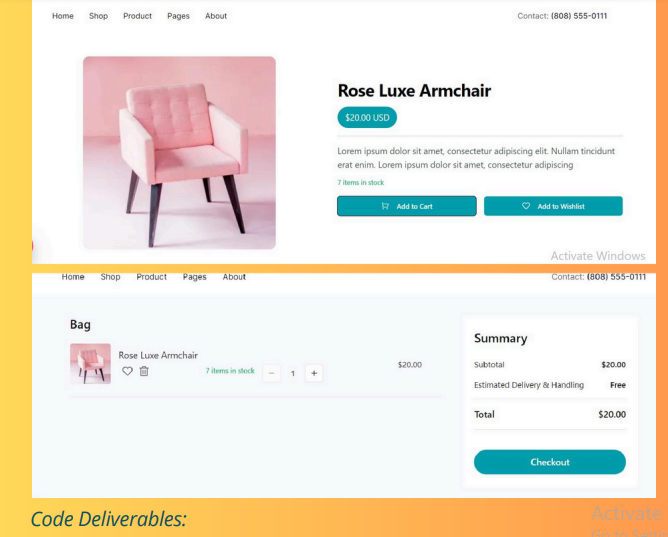 Home Shop Product Pages About Contact: (808) 555-0111
Rose Luxe Armchair
$20.00 USD
Lorem ipsum dolor sit amet, consectetur adipiscing elit. Nullam tincidunt
erat enim. Lorem ipsum dolor sit amet, consectetur adipiscing
7 items in stock
Add to Cart Add to Wishlist
Activate Windows
Home Shop Product Pages About Contact: (808) 555-0111
Bag
Rose Luxe Armchair
7 items in stock − 1 + $20.00
Summary
Subtotal $20.00
Estimated Delivery & Handling Free
Total $20.00
Checkout
Code Deliverables:
Activate